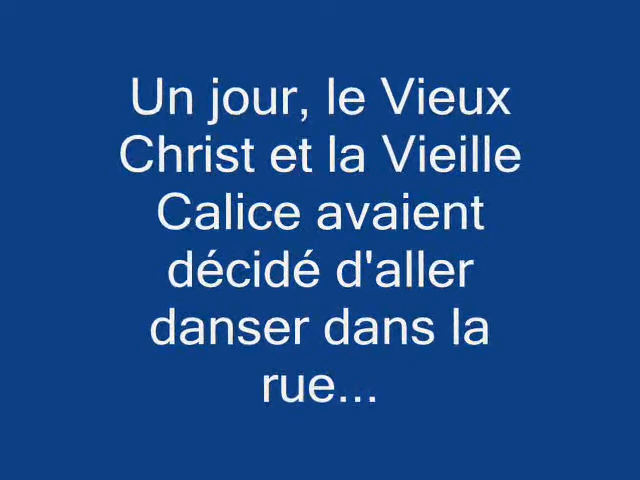 Un jour, le Vieux
Christ et la Vieille
Calice avaient
décidé d'aller
danser dans la
rue...